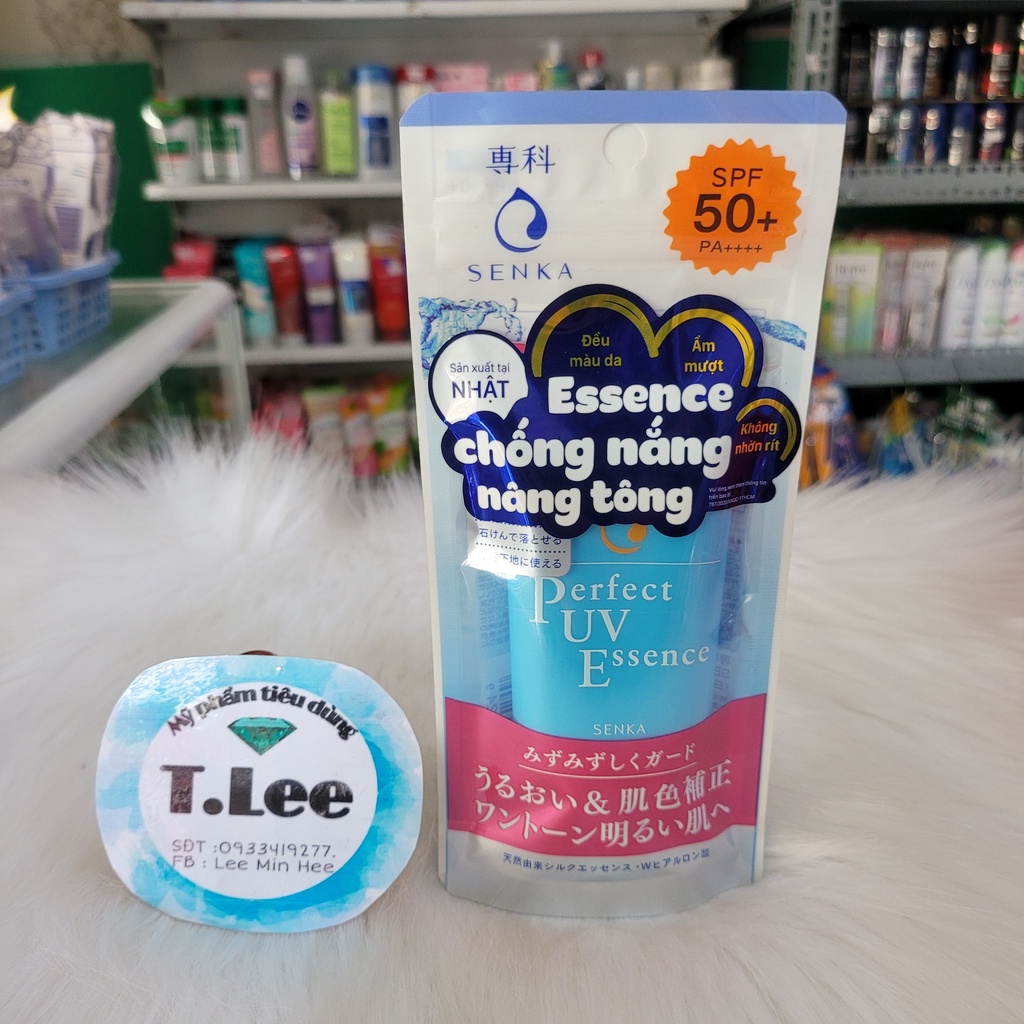 専科
SENKA
SPF
50+
PA++++
Sản xuất tại
NHẬT
Đều
màu da
Ẩm
mượt
Essence
chống nắng
nâng tông
Không
nhờn rít
石けんで落とせる
下地に使える
Perfect
UV
Essence
SENKA
みずみずしくガード
うるおい&肌色補正
ワントーン明るい肌へ
天然由来シルクエッセンス・Wヒアルロン酸
Mỹ phẩm tiêu dùng
T.Lee
SĐT :0933419277.
FB : Lee Min Hee